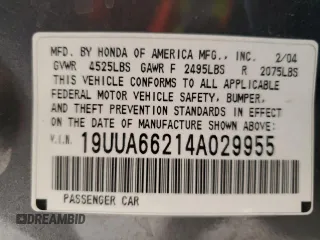 MFD. BY HONDA OF AMERICA MFG., INC. 2/04
GVWR 4525LBS GAWR F 2495LBS R 2075LBS
THIS VEHICLE CONFORMS TO ALL APPLICABLE
FEDERAL MOTOR VEHICLE SAFETY, BUMPER,
AND THEFT PREVENTION STANDARDS IN EFFECT
ON THE DATE OF MANUFACTURE SHOWN ABOVE.
V.I.N. 19UUA66214A029955
PASSENGER CAR
DREAMBID